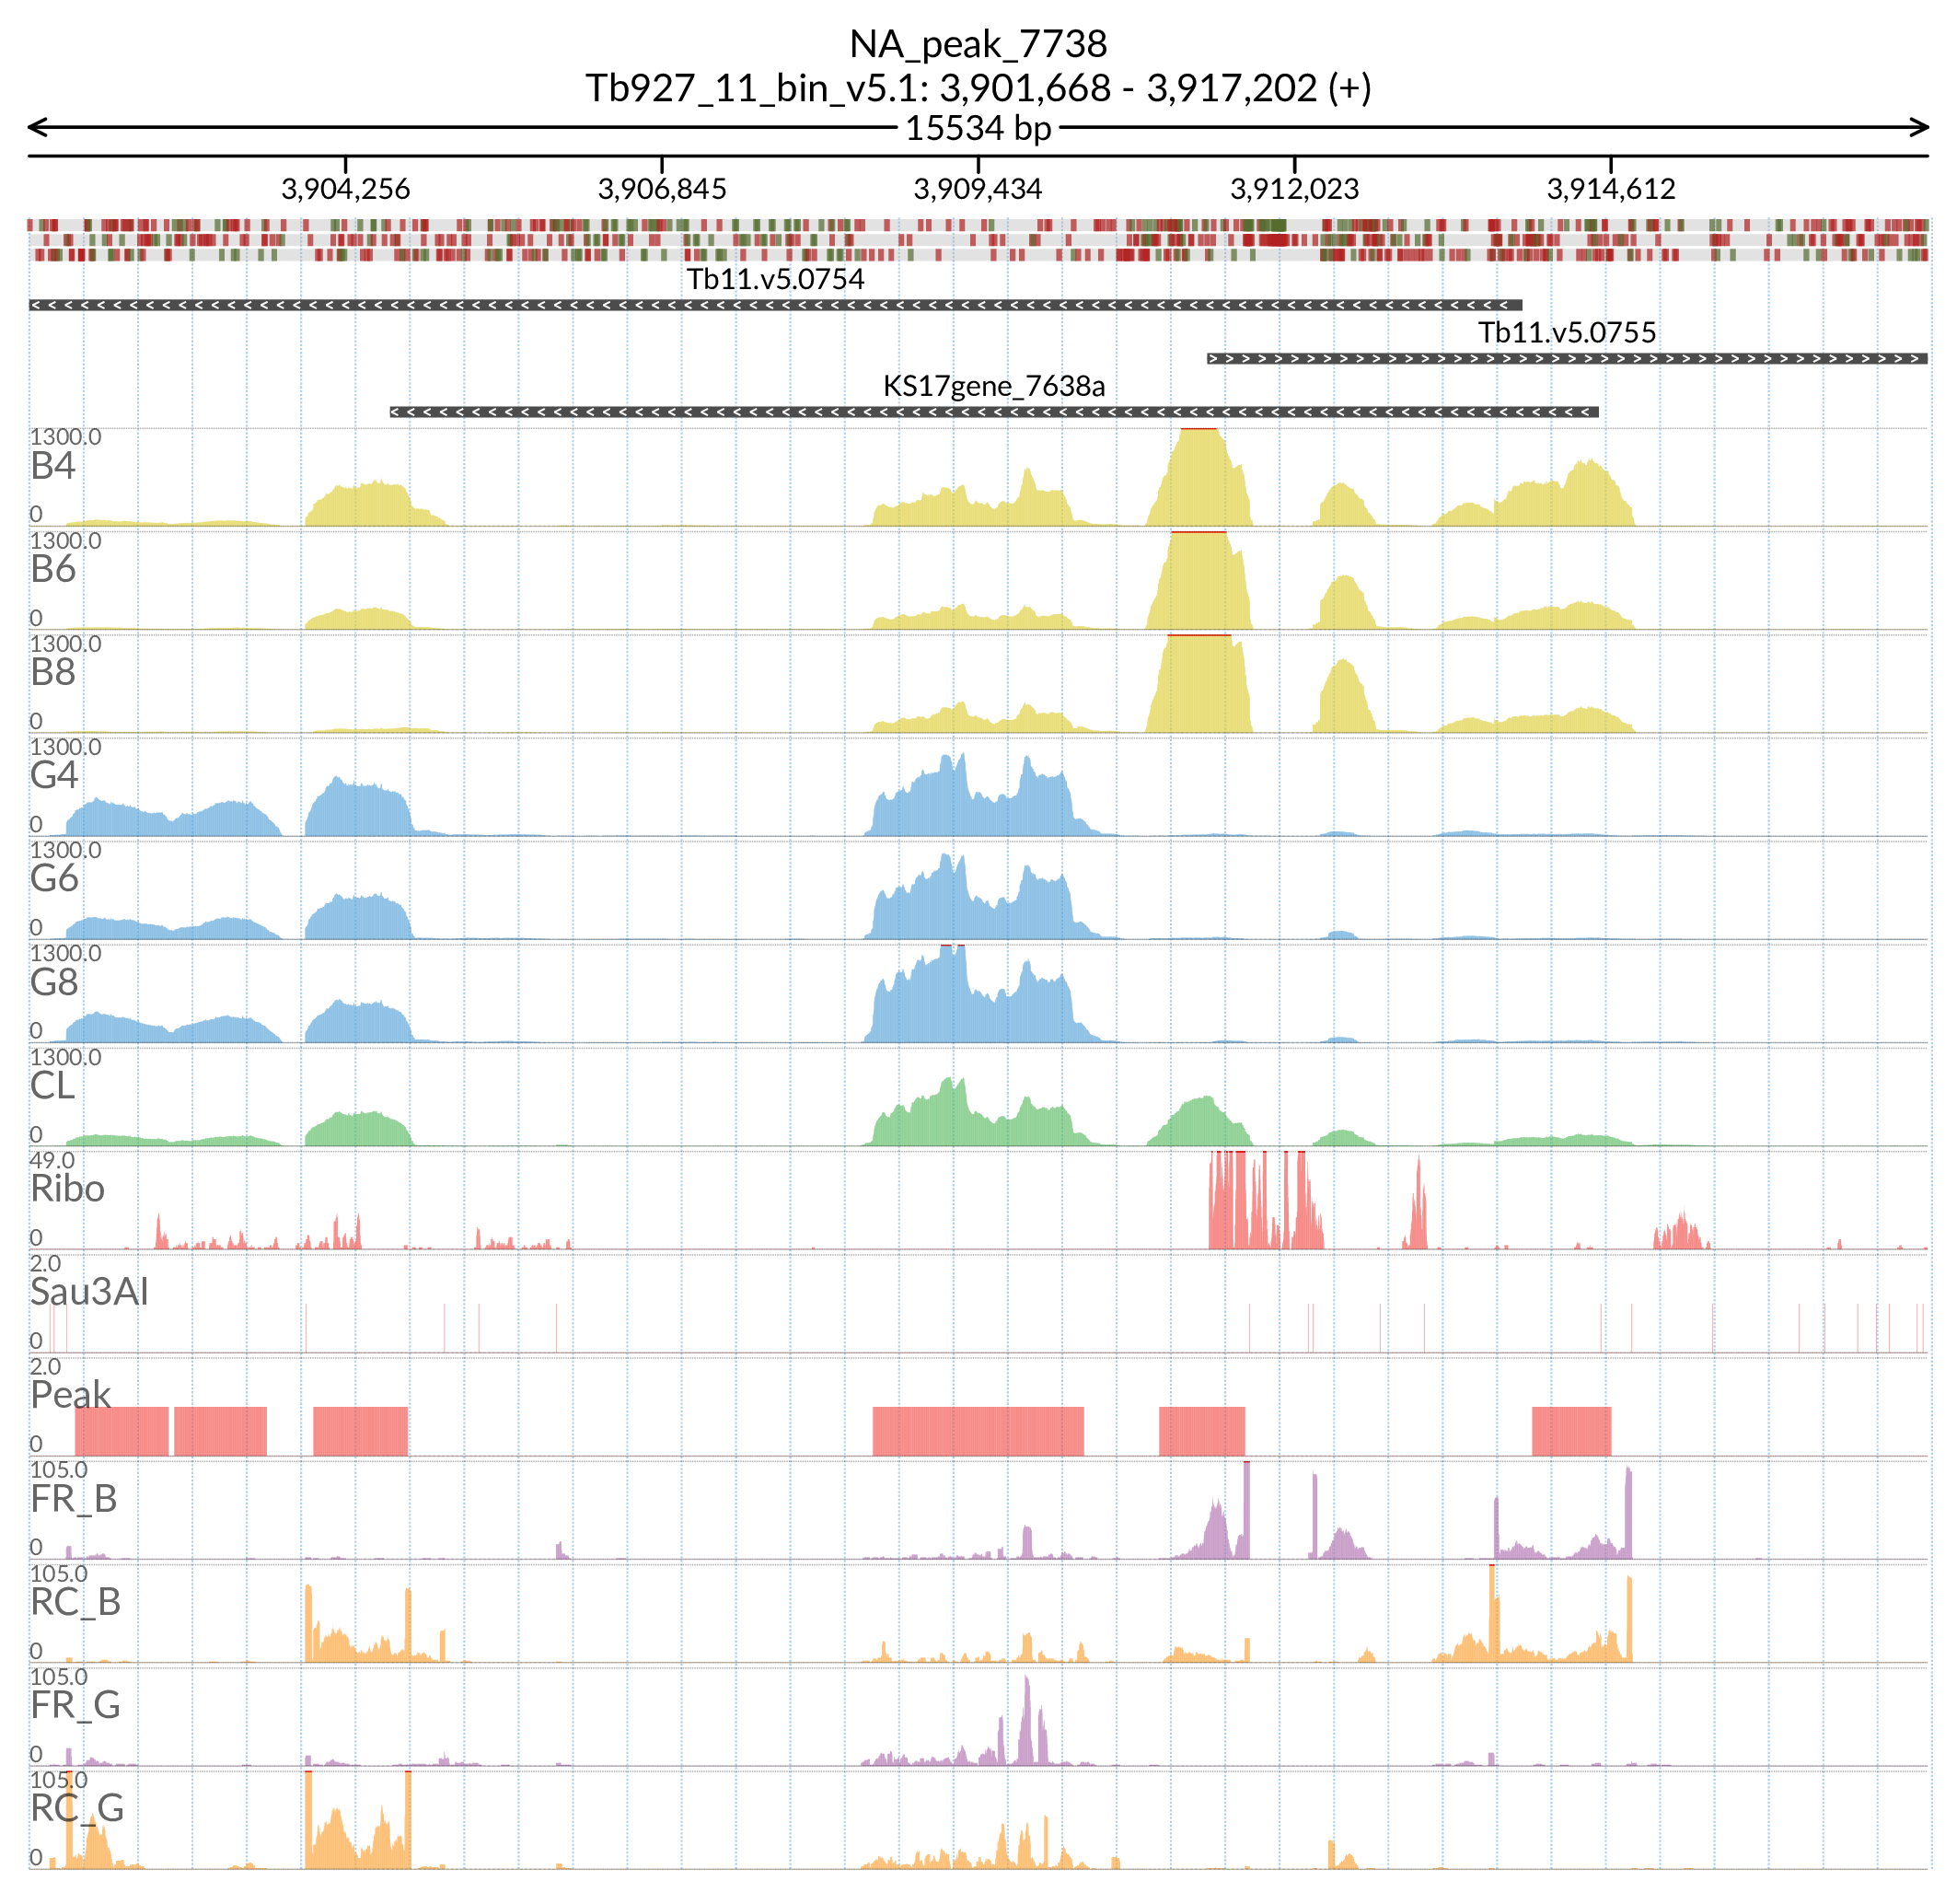 NA_peak_7738
Tb927_11_bin_v5.1: 3,901,668 - 3,917,202 (+)
15534 bp
3,904,256 3,906,845 3,909,434 3,912,023 3,914,612
Tb11.v5.0754
Tb11.v5.0755
KS17gene_7638a
1300.0
B4
0
1300.0
B6
0
1300.0
B8
0
1300.0
G4
0
1300.0
G6
0
1300.0
G8
0
1300.0
CL
0
49.0
Ribo
0
2.0
Sau3AI
0
2.0
Peak
0
105.0
FR_B
0
105.0
RC_B
0
105.0
FR_G
0
105.0
RC_G
0